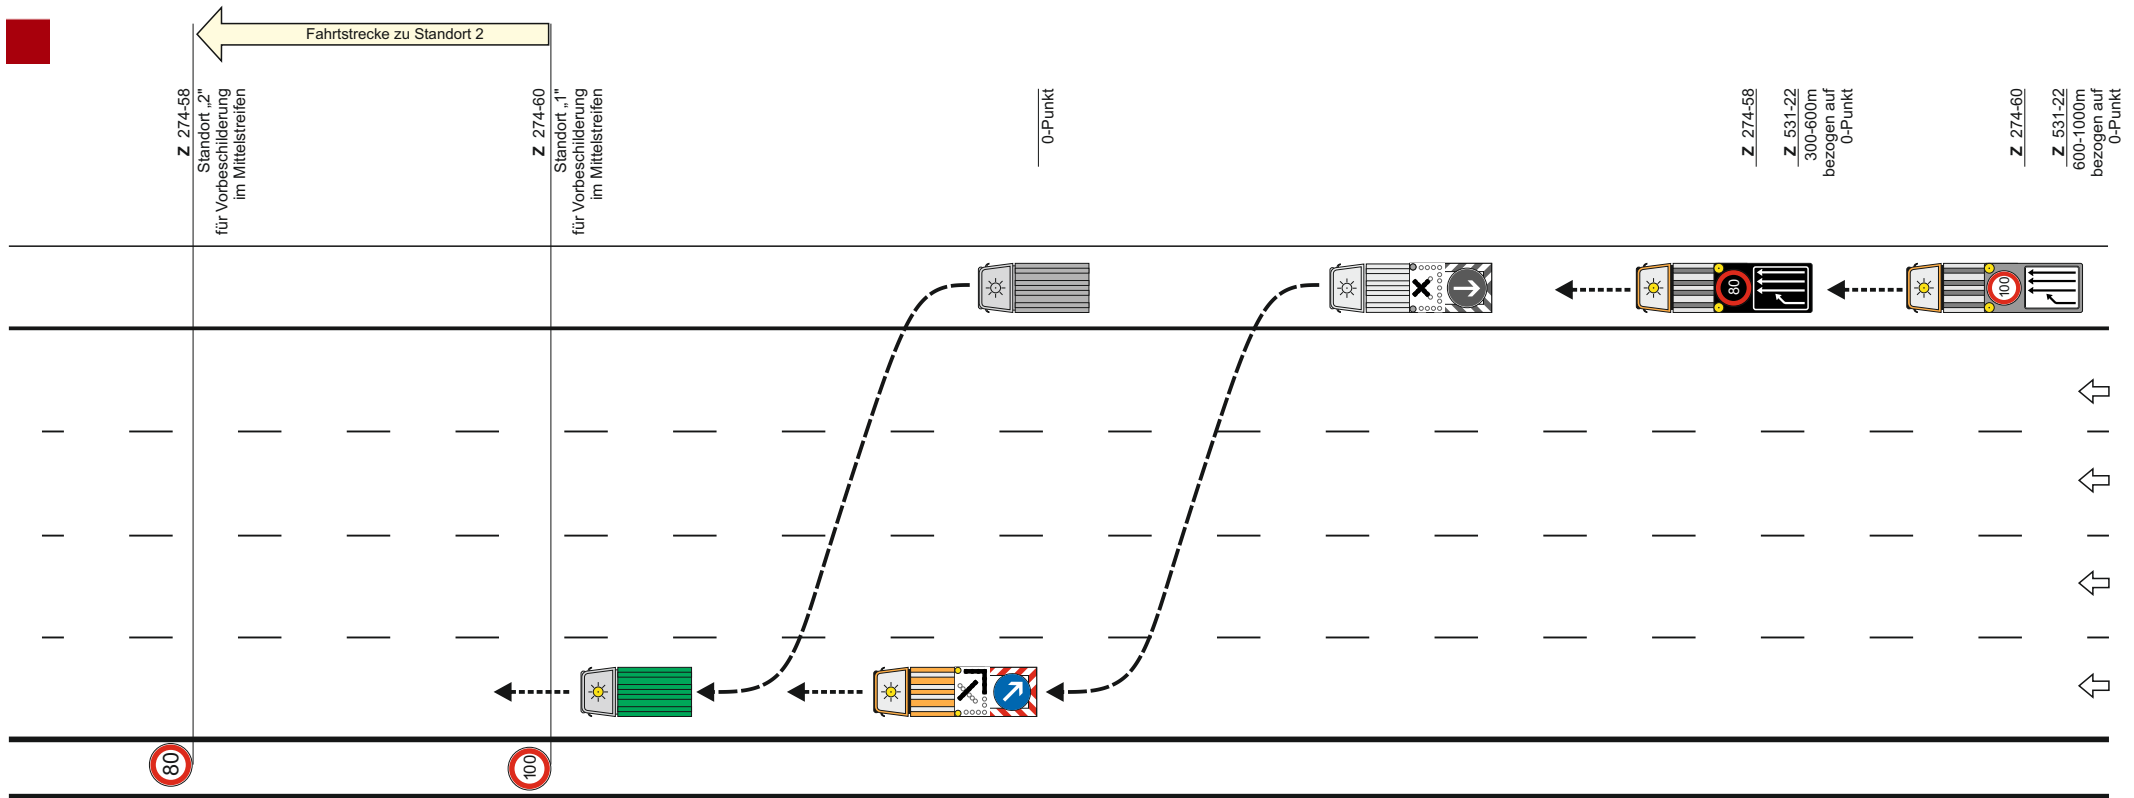 Fahrtstrecke zu Standort 2
Z 274-58
Standort „2"
für Vorbeschilderung
im Mittelstreifen
Z 274-60
Standort „1"
für Vorbeschilderung
im Mittelstreifen
0-Punkt
Z 274-58
Z 531-22
300-600m
bezogen auf
0-Punkt
Z 274-60
Z 531-22
600-1000m
bezogen auf
0-Punkt
80
100
80
100